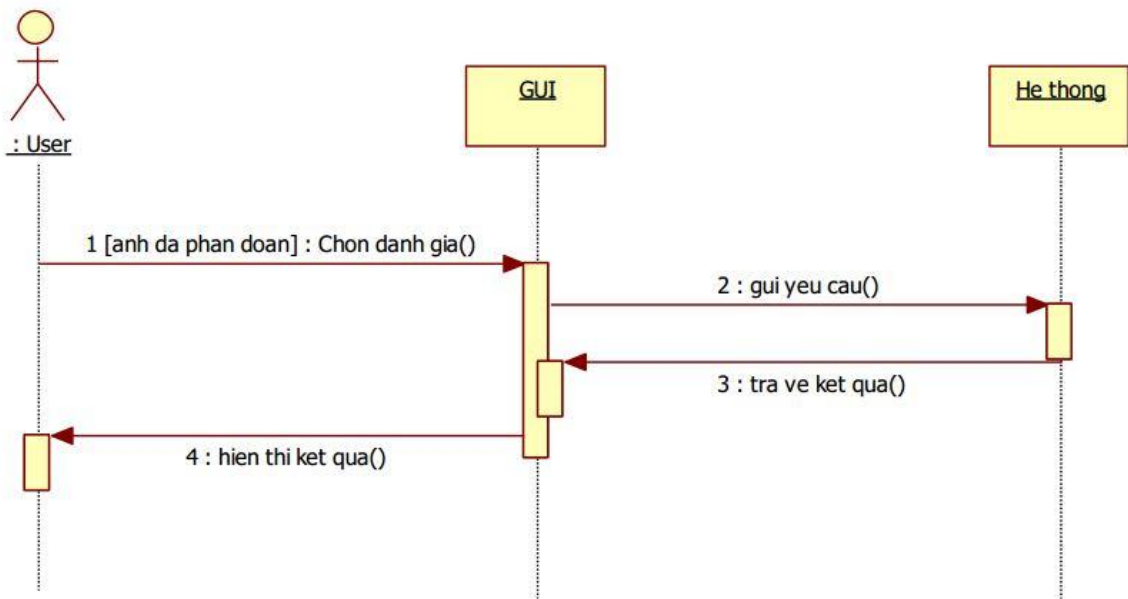 GUI
He thong
: User
1 [anh da phan doan] : Chon danh gia()
2 : gui yeu cau()
3 : tra ve ket qua()
4 : hien thi ket qua()